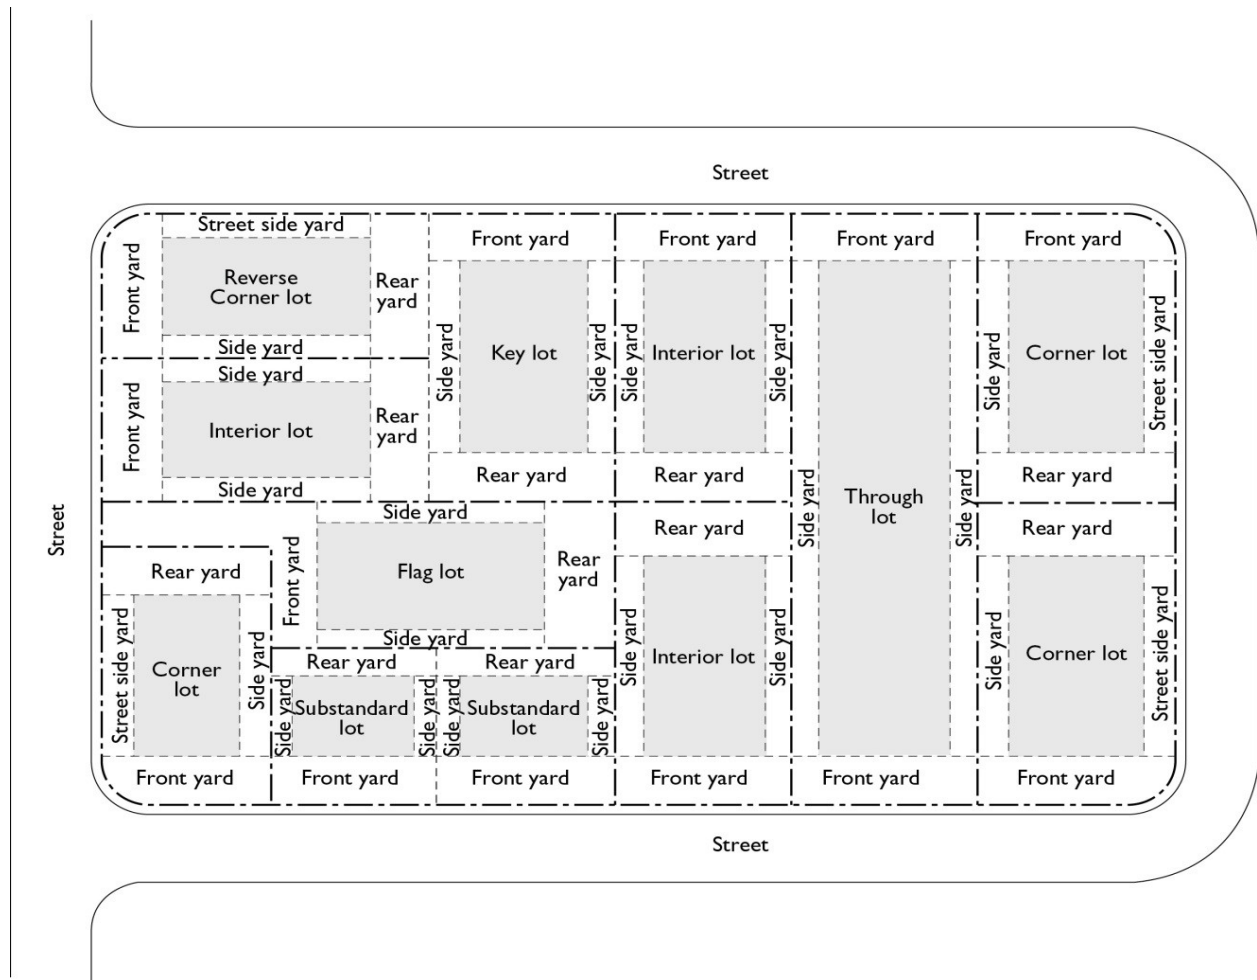 Street
Street side yard
Front yard
Front yard
Front yard
Front yard
Front yard
Reverse
Corner lot
Rear
yard
Side yard
Key lot
Side yard
Side yard
Interior lot
Side yard
Side yard
Corner lot
Side yard
Street side yard
Side yard
Front yard
Interior lot
Rear
yard
Side yard
Rear yard
Rear yard
Rear yard
Through
lot
Side yard
Side yard
Street
Side yard
Front yard
Flag lot
Rear
yard
Side yard
Rear yard
Rear yard
Rear yard
Street side yard
Corner
lot
Side yard
Rear yard
Rear yard
Side yard
Interior lot
Side yard
Side yard
Corner lot
Street side yard
Side yard
Substandard
lot
Side yard
Side yard
Substandard
lot
Side yard
Front yard
Front yard
Front yard
Front yard
Front yard
Front yard
Street